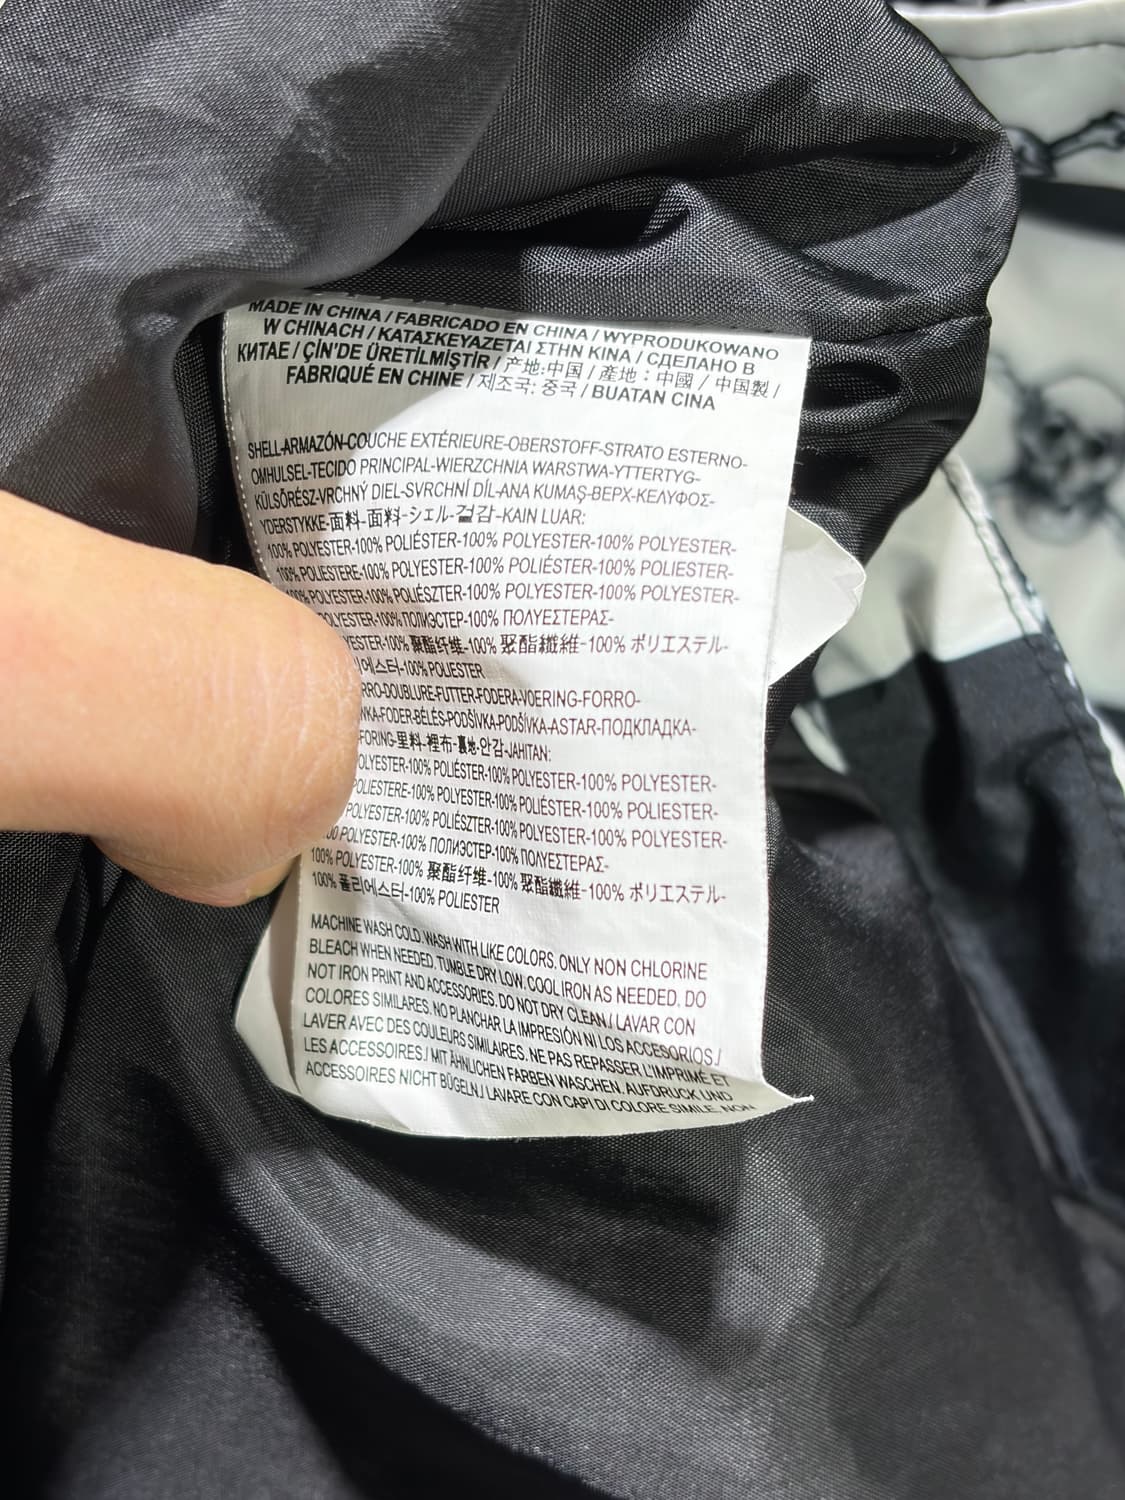 MADE IN CHINA / FABRICADO EN CHINA / WYPRODUKOWANO
W CHINACH / ΚΑΤΑΣΚΕΥΑΖΕΤΑΙ ΣΤΗΝ ΚΙΝΑ / СДЕЛАНО В
КИТАЕ / ÇİN'DE ÜRETİLMİŞTİR / 产地:中国 / 產地：中國 / 中国製 /
FABRIQUÉ EN CHINE / 제조국: 중국 / BUATAN CINA
SHELL-ARMAZÓN-COUCHE EXTÉRIEURE-OBERSTOFF-STRATO ESTERNO-
OMHULSEL-TECIDO PRINCIPAL-WIERZCHNIA WARSTWA-YTTERTYG-
KÜLSŐRÉSZ-VRCHNÝ DIEL-SVRCHNÍ DÍL-ANA KUMAŞ-ВЕРХ-ΚΕΛΥΦΟΣ-
YDERSTYKKE-面料-面料-シェル-겉감-KAIN LUAR:
100% POLYESTER-100% POLIÉSTER-100% POLYESTER-100% POLYESTER-
100% POLIESTERE-100% POLYESTER-100% POLIÉSTER-100% POLIESTER-
100% POLYESTER-100% POLIÉSZTER-100% POLYESTER-100% POLYESTER-
POLYESTER-100% ПОЛИЭСТЕР-100% ΠΟΛΥΕΣΤΕΡΑΣ-
YESTER-100% 聚酯纤维-100% 聚酯纖維-100% ポリエステル-
리에스터-100% POLIESTER
RRO-DOUBLURE-FUTTER-FODERA-VOERING-FORRO-
WKA-FODER-BÉLÉS-PODŠÍVKA-PODŠÍVKA-ASTAR-ПОДКЛАДКА-
FORING-里料-裡布-裏地-안감-JAHITAN:
OLYESTER-100% POLIÉSTER-100% POLYESTER-100% POLYESTER-
POLIESTERE-100% POLYESTER-100% POLIÉSTER-100% POLIESTER-
POLYESTER-100% POLIÉSZTER-100% POLYESTER-100% POLYESTER-
POLYESTER-100% ПОЛИЭСТЕР-100% ΠΟΛΥΕΣΤΕΡΑΣ-
100% POLYESTER-100% 聚酯纤维-100% 聚酯纖維-100% ポリエステル-
100% 폴리에스터-100% POLIESTER
MACHINE WASH COLD. WASH WITH LIKE COLORS. ONLY NON CHLORINE
BLEACH WHEN NEEDED. TUMBLE DRY LOW. COOL IRON AS NEEDED. DO
NOT IRON PRINT AND ACCESSORIES. DO NOT DRY CLEAN./ LAVAR CON
COLORES SIMILARES. NO PLANCHAR LA IMPRESIÓN NI LOS ACCESORIOS./
LAVER AVEC DES COULEURS SIMILAIRES. NE PAS REPASSER L'IMPRIMÉ ET
LES ACCESSOIRES./ MIT ÄHNLICHEN FARBEN WASCHEN. AUFDRUCK UND
ACCESSOIRES NICHT BÜGELN./ LAVARE CON CAPI DI COLORE SIMILE. NON